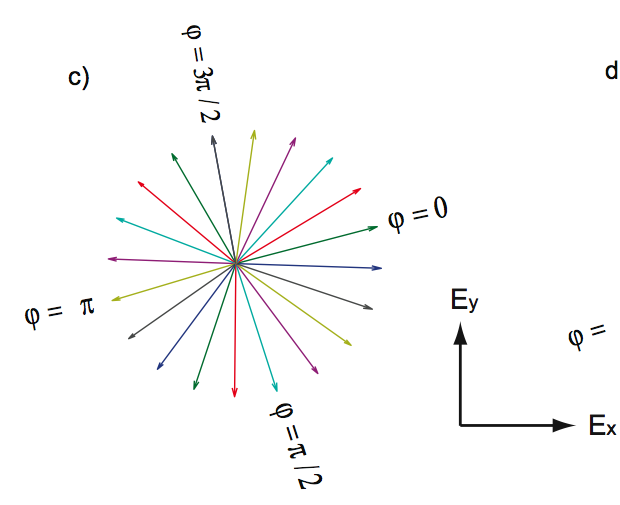 c)
d
φ = 3π / 2
φ = 0
φ = π
φ = π / 2
Ey
φ =
Ex